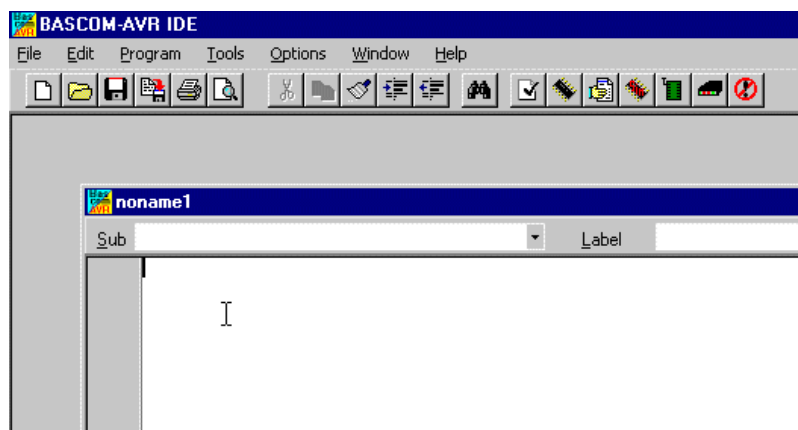 BASCOM-AVR IDE
File Edit Program Tools Options Window Help
noname1
Sub Label